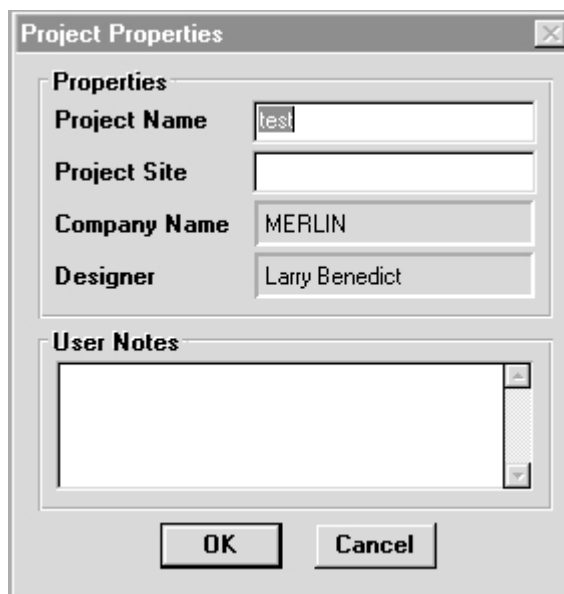 Project Properties
Properties
Project Name test
Project Site
Company Name MERLIN
Designer Larry Benedict
User Notes
OK Cancel